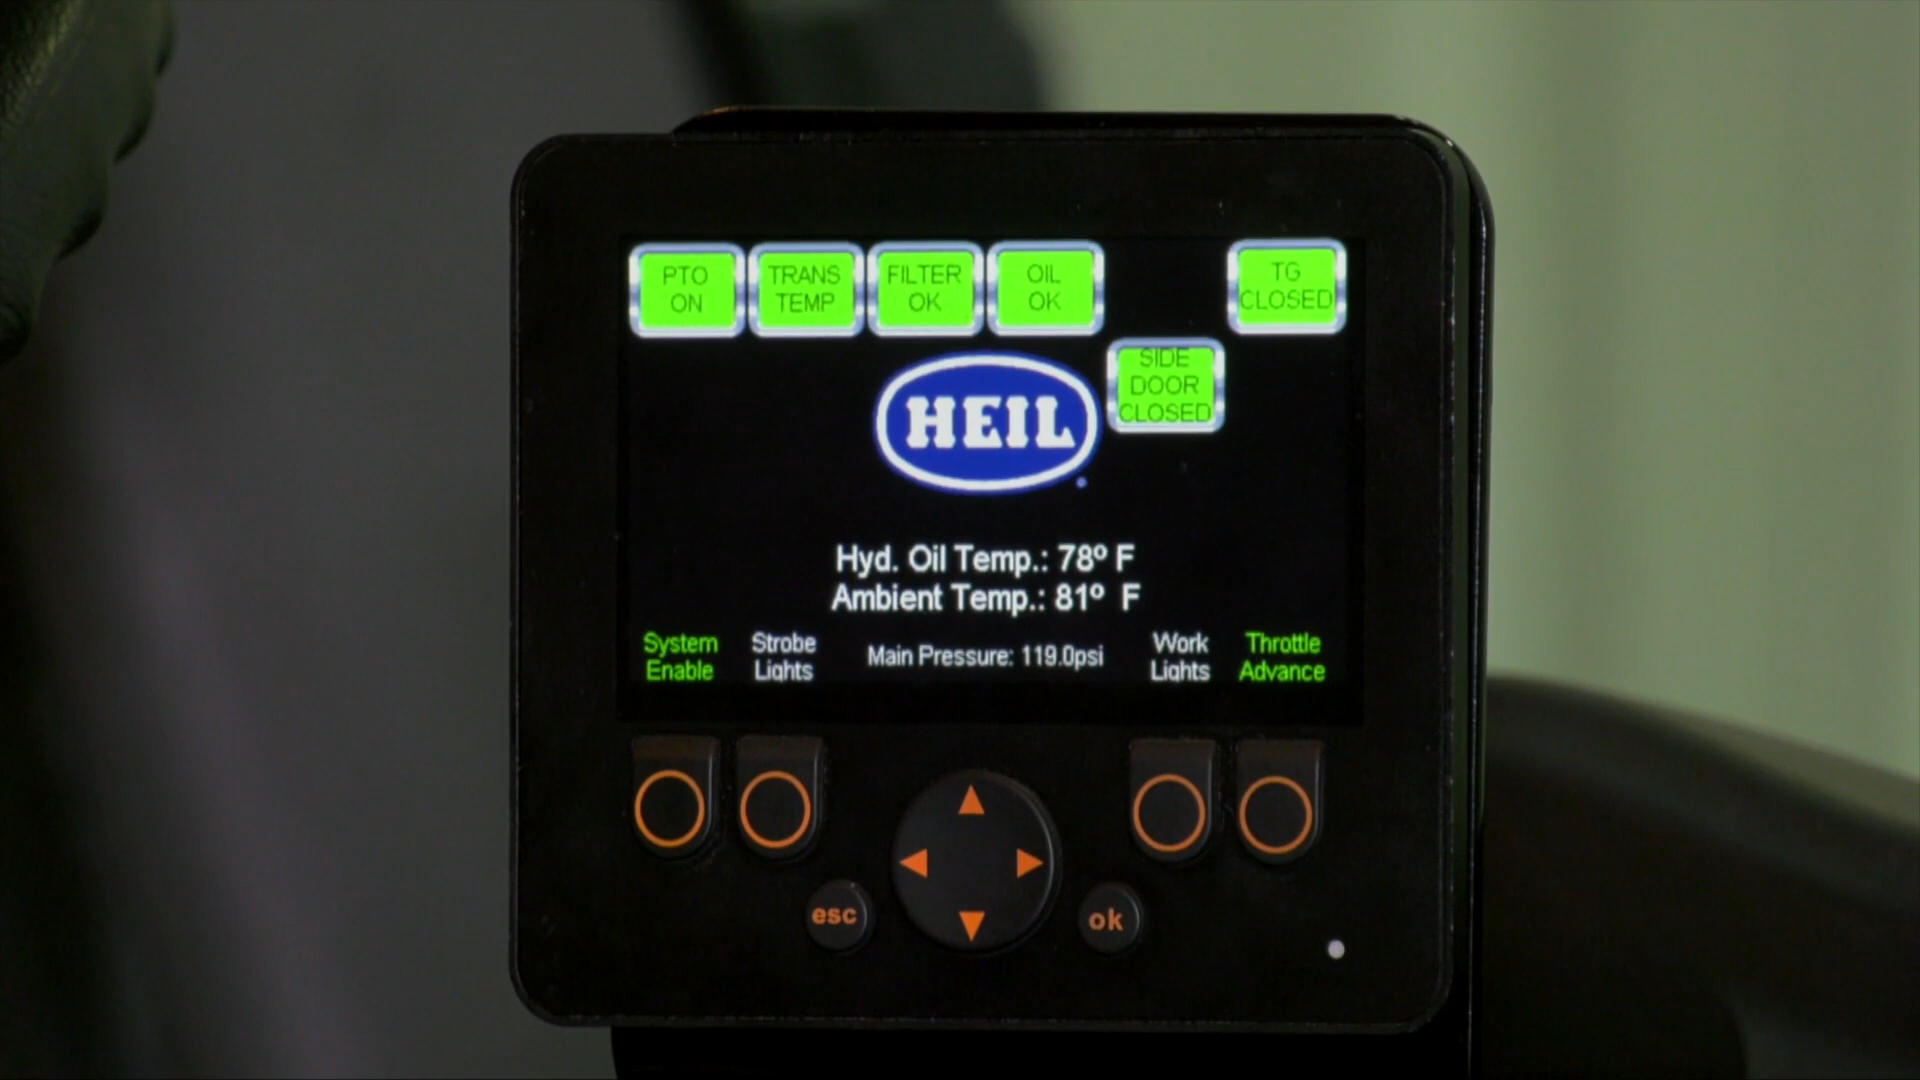 PTO
ON
TRANS
TEMP
FILTER
OK
OIL
OK
TG
CLOSED
SIDE
DOOR
CLOSED
HEIL
Hyd. Oil Temp.: 78º F
Ambient Temp.: 81º F
System
Enable
Strobe
Lights
Main Pressure: 119.0psi
Work
Lights
Throttle
Advance
esc
ok